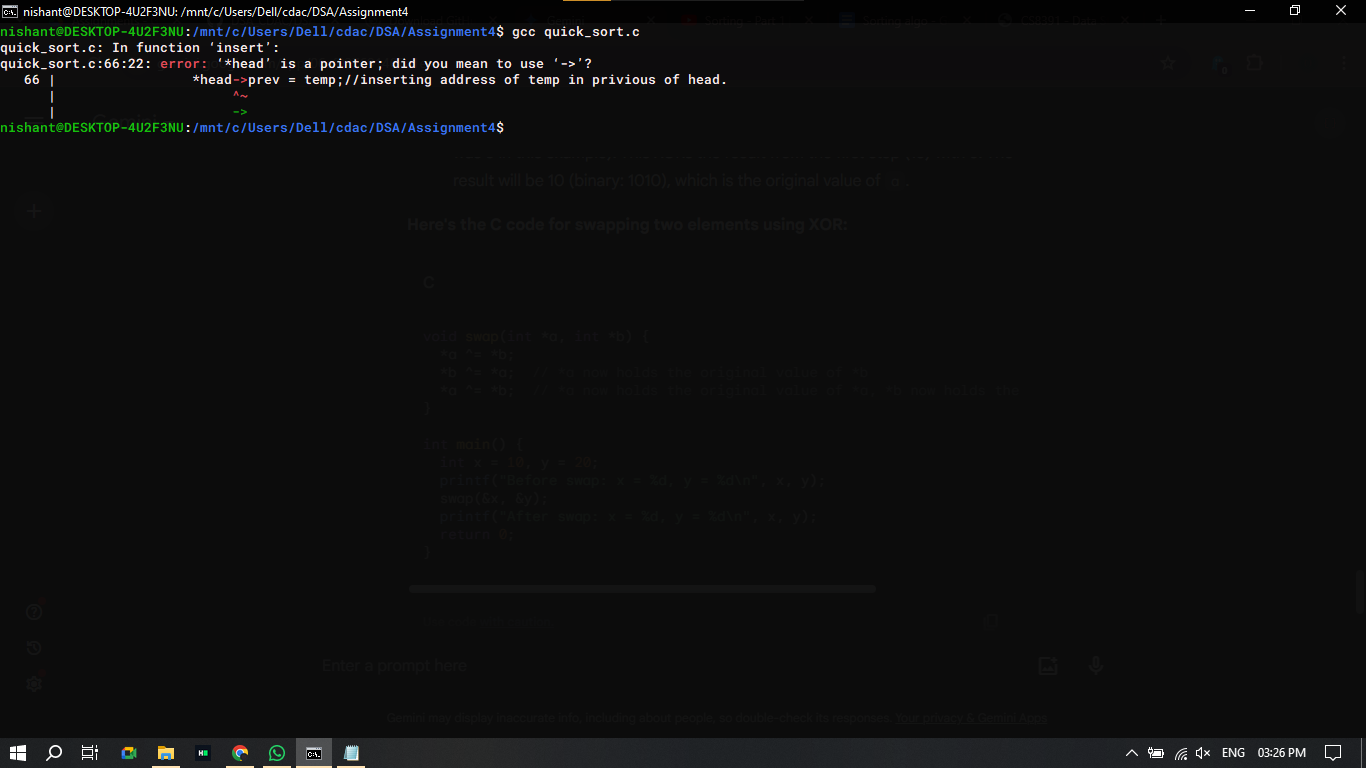 nishant@DESKTOP-4U2F3NU: /mnt/c/Users/Dell/cdac/DSA/Assignment4
nishant@DESKTOP-4U2F3NU:/mnt/c/Users/Dell/cdac/DSA/Assignment4$ gcc quick_sort.c
quick_sort.c: In function ‘insert’:
quick_sort.c:66:22: error: ‘*head’ is a pointer; did you mean to use ‘->’?
66 | *head->prev = temp;//inserting address of temp in privious of head.
| ^~
| ->
nishant@DESKTOP-4U2F3NU:/mnt/c/Users/Dell/cdac/DSA/Assignment4$
result will be 10 (binary: 1010), which is the original value of a.
Here's the C code for swapping two elements using XOR:
C
void swap(int *a, int *b) {
*a ^= *b;
*b ^= *a; // *b now holds the original value of *a
*a ^= *b; // *a now holds the original value of *b, *b now holds the
}
int main() {
int x = 10, y = 20;
printf("Before swap: x = %d, y = %d\n", x, y);
swap(&x, &y);
printf("After swap: x = %d, y = %d\n", x, y);
return 0;
}
Enter a prompt here
Gemini may display inaccurate info, including about people, so double-check its responses. Your privacy & Gemini Apps
ENG 03:26 PM